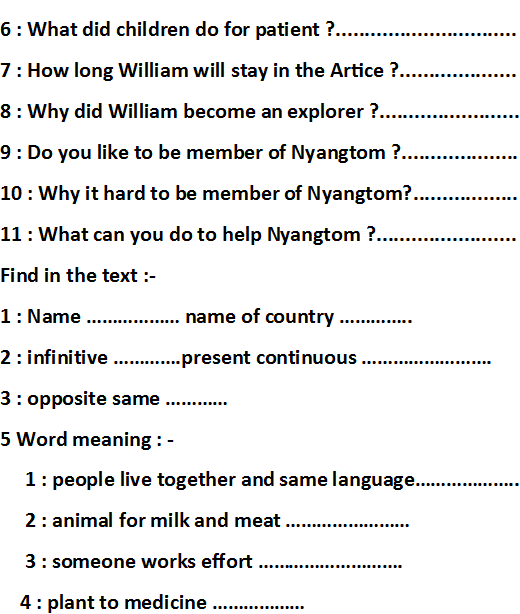 6 : What did children do for patient ?...............................
7 : How long William will stay in the Artice ?....................
8 : Why did William become an explorer ?........................
9 : Do you like to be member of Nyangtom ?....................
10 : Why it hard to be member of Nyangtom?..................
11 : What can you do to help Nyangtom ?........................
Find in the text :-
1 : Name .................. name of country ..............
2 : infinitive .............present continuous .........................
3 : opposite same ............
5 Word meaning : -
1 : people live together and same language....................
2 : animal for milk and meat ........................
3 : someone works effort ............................
4 : plant to medicine ..................